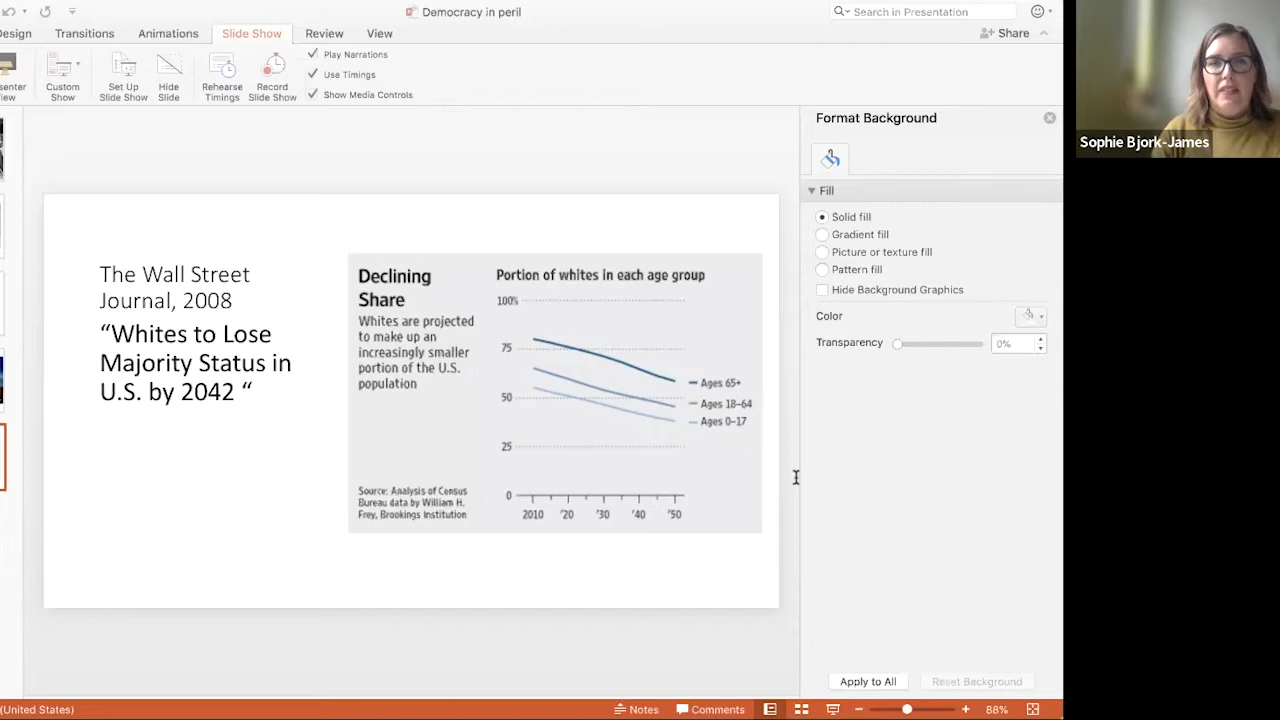 Democracy in peril
Search in Presentation
Design
Transitions
Animations
Slide Show
Review
View
Share
Custom
Show
Set Up
Slide Show
Hide
Slide
Rehearse
Timings
Record
Slide Show
Play Narrations
Use Timings
Show Media Controls
The Wall Street
Journal, 2008
“Whites to Lose
Majority Status in
U.S. by 2042 “
Declining
Share
Whites are projected
to make up an
increasingly smaller
portion of the U.S.
population
Source: Analysis of Census
Bureau data by William H.
Frey, Brookings Institution
Portion of whites in each age group
100%
75
50
25
0
2010 '20 '30 '40 '50
Ages 65+
Ages 18–64
Ages 0–17
Format Background
Fill
Solid fill
Gradient fill
Picture or texture fill
Pattern fill
Hide Background Graphics
Color
Transparency
0%
Apply to All
Reset Background
Sophie Bjork-James
(United States)
Notes
Comments
88%